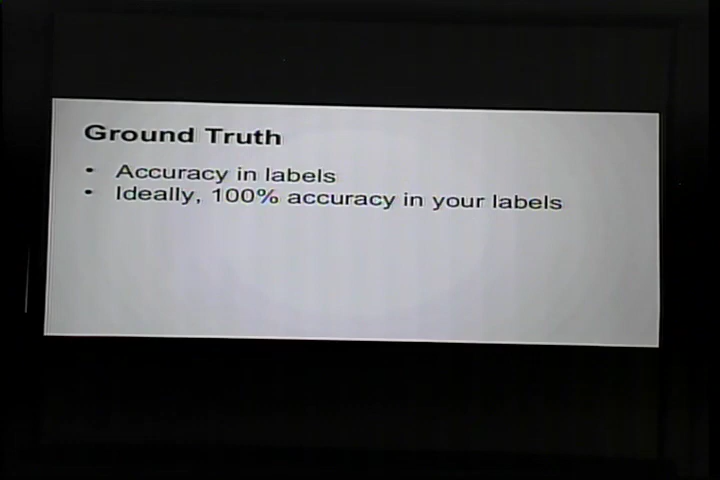 Ground Truth
• Accuracy in labels
• Ideally, 100% accuracy in your labels